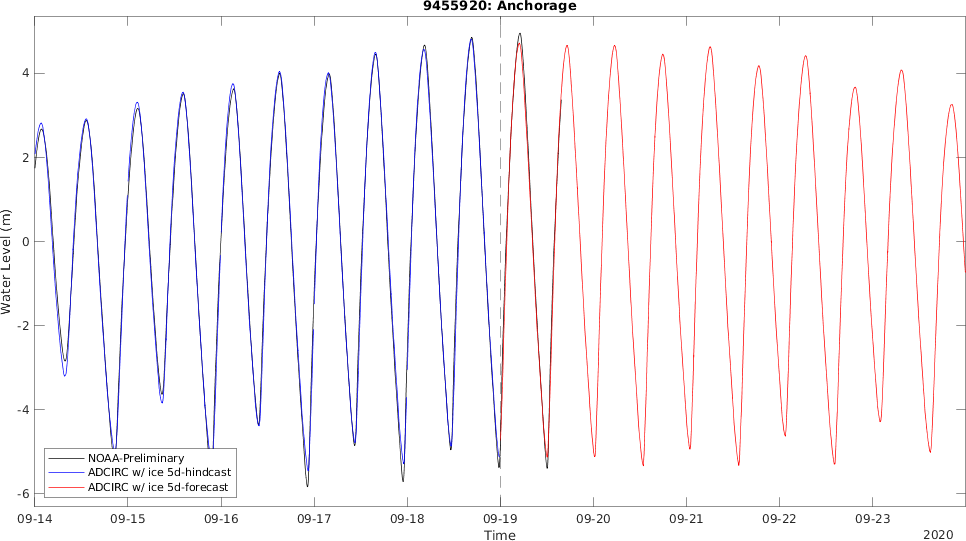 9455920: Anchorage
Water Level (m)
4
2
0
-2
-4
-6
NOAA-Preliminary
ADCIRC w/ ice 5d-hindcast
ADCIRC w/ ice 5d-forecast
09-14 09-15 09-16 09-17 09-18 09-19 09-20 09-21 09-22 09-23
Time
2020